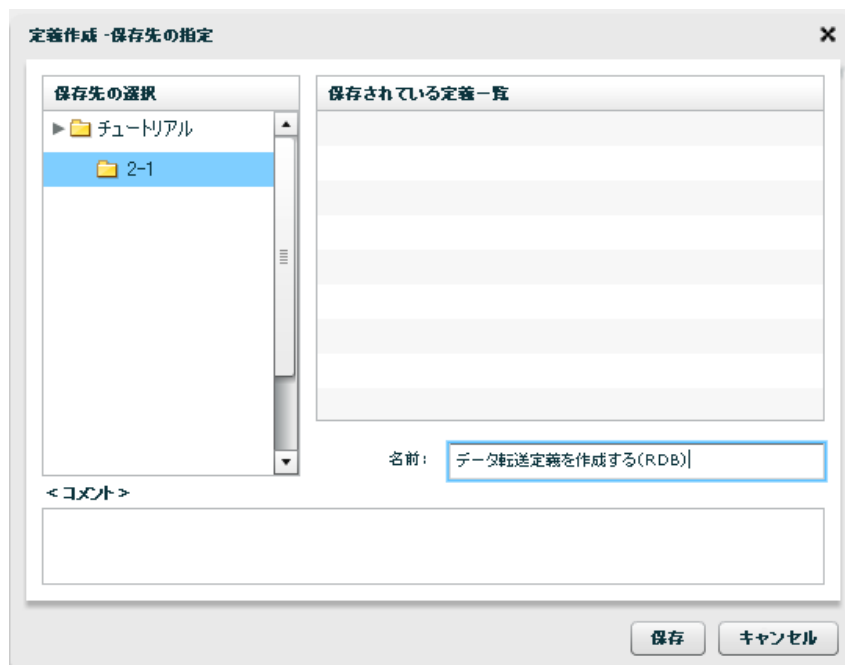 定義作成 -保存先の指定
保存先の選択
保存されている定義一覧
チュートリアル
2-1
名前:
データ転送定義を作成する(RDB)
<コメント>
保存
キャンセル